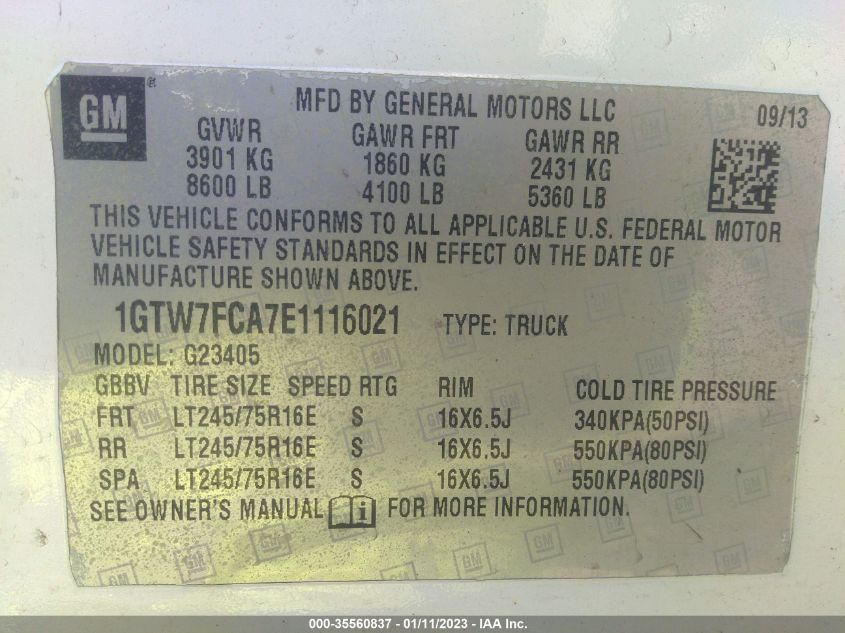 GM ®
MFD BY GENERAL MOTORS LLC
09/13
GVWR GAWR FRT GAWR RR
3901 KG 1860 KG 2431 KG
8600 LB 4100 LB 5360 LB
THIS VEHICLE CONFORMS TO ALL APPLICABLE U.S. FEDERAL MOTOR
VEHICLE SAFETY STANDARDS IN EFFECT ON THE DATE OF
MANUFACTURE SHOWN ABOVE.
1GTW7FCA7E1116021 TYPE: TRUCK
MODEL: G23405
GBBV TIRE SIZE SPEED RTG RIM COLD TIRE PRESSURE
FRT LT245/75R16E S 16X6.5J 340KPA(50PSI)
RR LT245/75R16E S 16X6.5J 550KPA(80PSI)
SPA LT245/75R16E S 16X6.5J 550KPA(80PSI)
SEE OWNER'S MANUAL i FOR MORE INFORMATION.
000-35560837 - 01/11/2023 - IAA Inc.